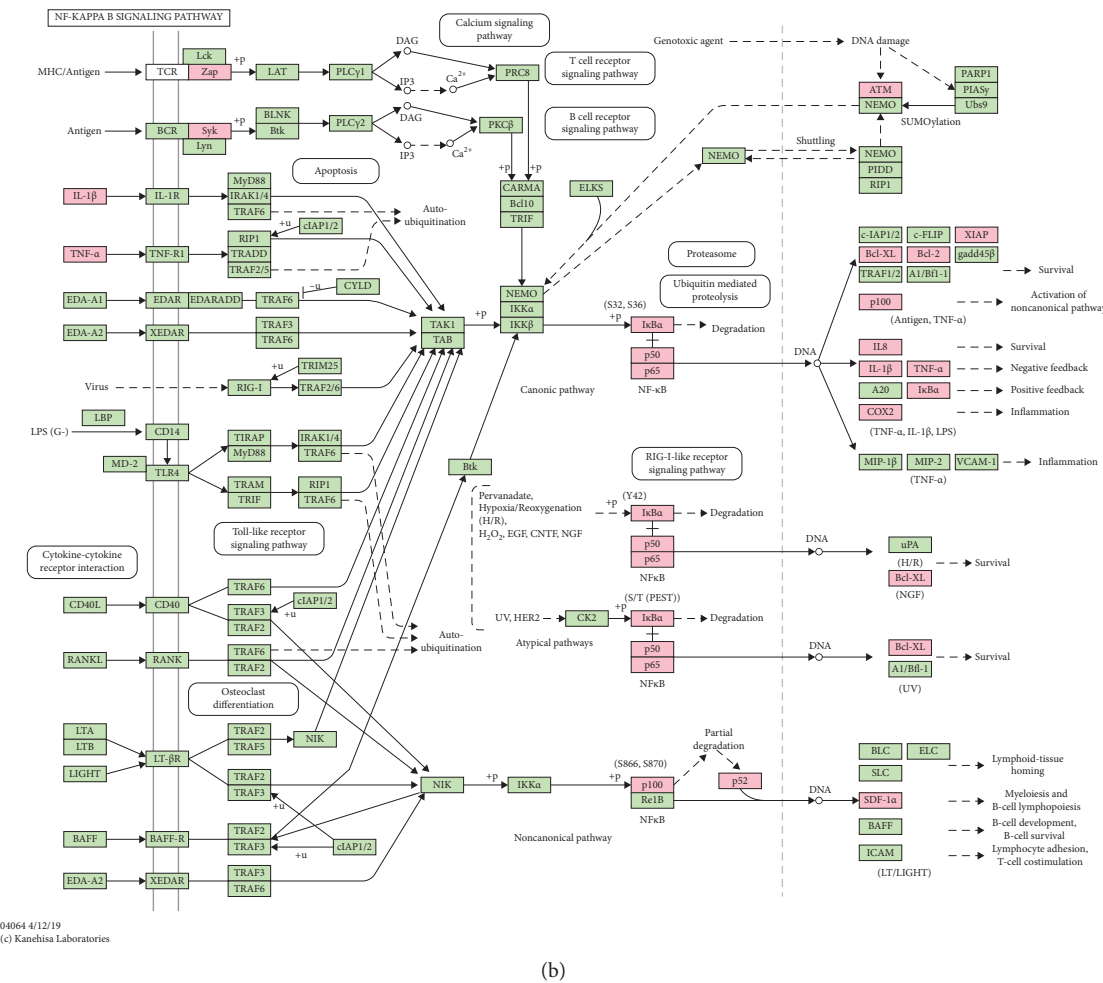 NF-KAPPA B SIGNALING PATHWAY
Calcium signaling
pathway
T cell receptor
signaling pathway
B cell receptor
signaling pathway
MHC/Antigen
TCR
Lck
Zap
+p
LAT
PLCγ1
DAG
IP3
Ca2+
PRC8
Antigen
BCR
Syk
Lyn
+p
BLNK
Btk
PLCγ2
DAG
IP3
Ca2+
PKCβ
+p
+p
CARMA
Bcl10
TRIF
ELKS
Genotoxic agent
DNA damage
ATM
NEMO
PARP1
PIASy
Ubs9
SUMOylation
Shuttling
NEMO
NEMO
PIDD
RIP1
Apoptosis
IL-1β
IL-1R
MyD88
IRAK1/4
TRAF6
Auto-
ubiquitination
TNF-α
TNF-R1
RIP1
TRADD
TRAF2/5
+u
cIAP1/2
EDA-A1
EDAR
EDARADD
TRAF6
–u
CYLD
EDA-A2
XEDAR
TRAF3
TRAF6
TAK1
TAB
+p
NEMO
IKKα
IKKβ
Proteasome
Ubiquitin mediated
proteolysis
(S32, S36)
+p
IκBα
Degradation
p50
p65
NF-κB
Canonic pathway
DNA
c-IAP1/2
c-FLIP
XIAP
Bcl-XL
Bcl-2
gadd45β
TRAF1/2
A1/Bf1-1
Survival
p100
Activation of
noncanonical pathway
(Antigen, TNF-α)
IL8
Survival
IL-1β
TNF-α
Negative feedback
A20
IκBα
Positive feedback
COX2
Inflammation
(TNF-α, IL-1β, LPS)
MIP-1β
MIP-2
VCAM-1
Inflammation
(TNF-α)
Virus
RIG-I
+u
TRIM25
TRAF2/6
LPS (G-)
LBP
CD14
MD-2
TLR4
TIRAP
MyD88
IRAK1/4
TRAF6
TRAM
TRIF
RIP1
TRAF6
Toll-like receptor
signaling pathway
Cytokine-cytokine
receptor interaction
Btk
RIG-I-like receptor
signaling pathway
Pervanadate,
Hypoxia/Reoxygenation
(H/R),
H2O2, EGF, CNTF, NGF
+p
(Y42)
IκBα
Degradation
p50
p65
NFκB
DNA
uPA
(H/R)
Bcl-XL
(NGF)
Survival
CD40L
CD40
TRAF6
TRAF3
TRAF2
cIAP1/2
+u
UV, HER2
CK2
+p
(S/T (PEST))
IκBα
Degradation
p50
p65
NFκB
Atypical pathways
DNA
Bcl-XL
A1/Bfl-1
(UV)
Survival
RANKL
RANK
TRAF6
TRAF2
Auto-
ubiquitination
Osteoclast
differentiation
LTA
LTB
LIGHT
LT-βR
TRAF2
TRAF5
NIK
TRAF2
TRAF3
+u
NIK
+p
IKKα
+p
(S866, S870)
p100
Re1B
NFκB
Partial
degradation
p52
DNA
BLC
ELC
SLC
Lymphoid-tissue
homing
SDF-1α
Myeloiesis and
B-cell lymphopoiesis
BAFF
B-cell development,
B-cell survival
ICAM
Lymphocyte adhesion,
T-cell costimulation
(LT/LIGHT)
BAFF
BAFF-R
TRAF2
TRAF3
+u
cIAP1/2
Noncanonical pathway
EDA-A2
XEDAR
TRAF3
TRAF6
04064 4/12/19
(c) Kanehisa Laboratories
(b)